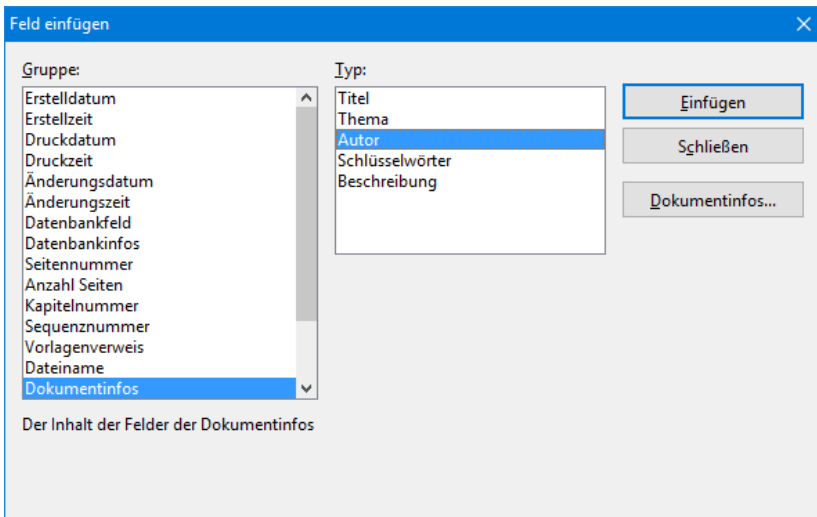 Feld einfügen
Gruppe:
Erstelldatum
Erstellzeit
Druckdatum
Druckzeit
Änderungsdatum
Änderungszeit
Datenbankfeld
Datenbankinfos
Seitennummer
Anzahl Seiten
Kapitelnummer
Sequenznummer
Vorlagenverweis
Dateiname
Dokumentinfos
Der Inhalt der Felder der Dokumentinfos
Typ:
Titel
Thema
Autor
Schlüsselwörter
Beschreibung
Einfügen
Schließen
Dokumentinfos...